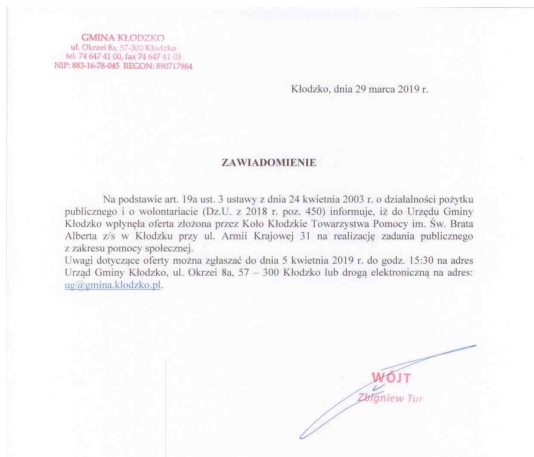 GMINA KŁODZKO
ul. Okrzei 8a, 57-300 Kłodzko
tel. 74 647 41 00, fax 74 647 41 03
NIP: 883-16-78-045 REGON: 890717964
Kłodzko, dnia 29 marca 2019 r.
ZAWIADOMIENIE
Na podstawie art. 19a ust. 3 ustawy z dnia 24 kwietnia 2003 r. o działalności pożytku
publicznego i o wolontariacie (Dz.U. z 2018 r. poz. 450) informuje, iż do Urzędu Gminy
Kłodzko wpłynęła oferta złożona przez Koło Kłodzkie Towarzystwa Pomocy im. Św. Brata
Alberta z/s w Kłodzku przy ul. Armii Krajowej 31 na realizację zadania publicznego
z zakresu pomocy społecznej.
Uwagi dotyczące oferty można zgłaszać do dnia 5 kwietnia 2019 r. do godz. 15:30 na adres
Urząd Gminy Kłodzko, ul. Okrzei 8a, 57 – 300 Kłodzko lub drogą elektroniczną na adres:
ug@gmina.klodzko.pl.
WÓJT
Zbigniew Tur